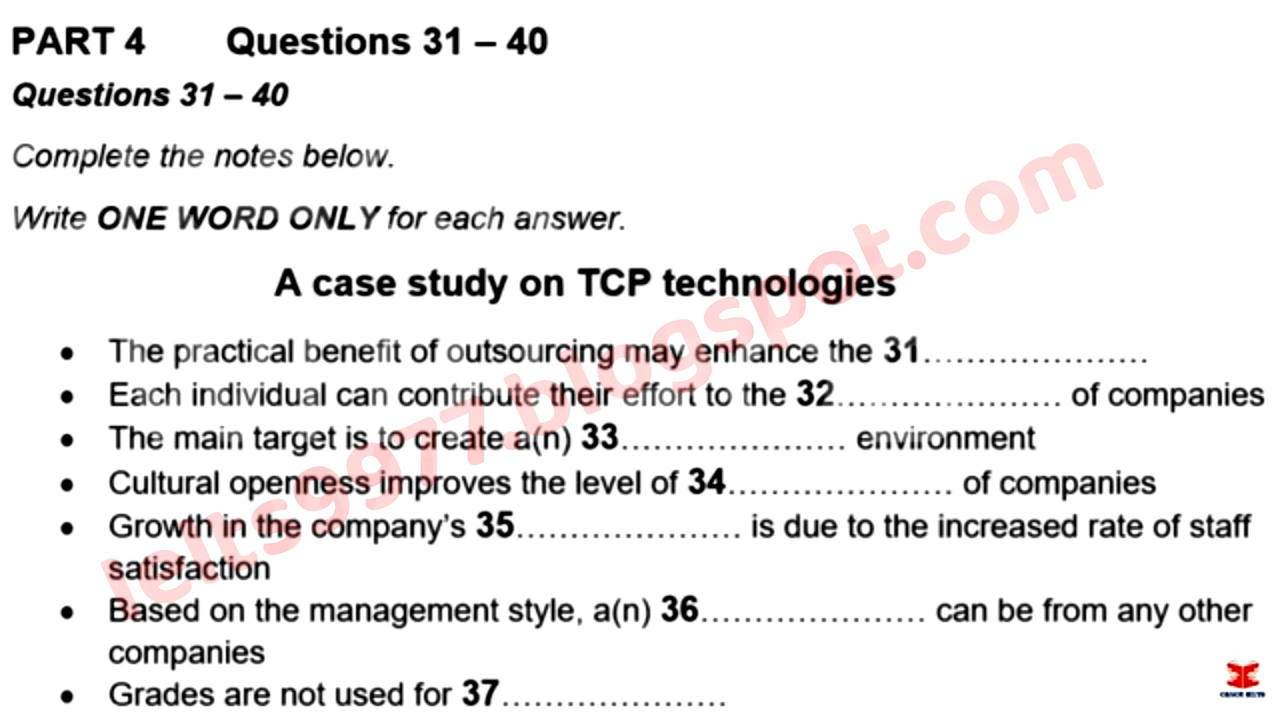 PART 4 Questions 31 – 40
Questions 31 – 40
Complete the notes below.
Write ONE WORD ONLY for each answer.
A case study on TCP technologies
• The practical benefit of outsourcing may enhance the 31.....................
• Each individual can contribute their effort to the 32..................... of companies
• The main target is to create a(n) 33..................... environment
• Cultural openness improves the level of 34..................... of companies
• Growth in the company's 35..................... is due to the increased rate of staff
satisfaction
• Based on the management style, a(n) 36..................... can be from any other
companies
• Grades are not used for 37.....................
ielts9977.blogspot.com